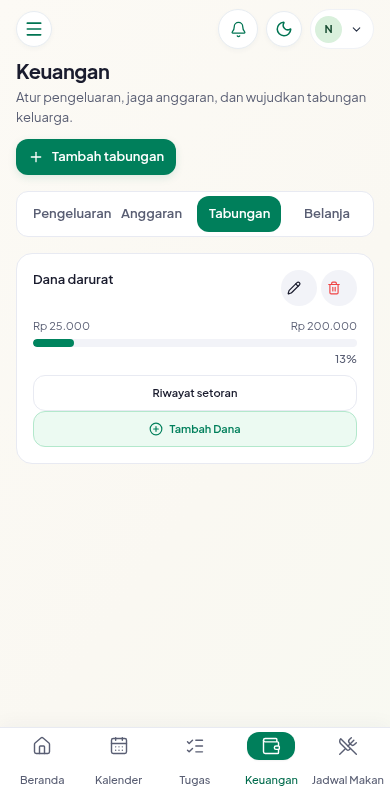 N
Keuangan
Atur pengeluaran, jaga anggaran, dan wujudkan tabungan
keluarga.
Tambah tabungan
Pengeluaran Anggaran Tabungan Belanja
Dana darurat
Rp 25.000 Rp 200.000
13%
Riwayat setoran
Tambah Dana
Beranda Kalender Tugas Keuangan Jadwal Makan